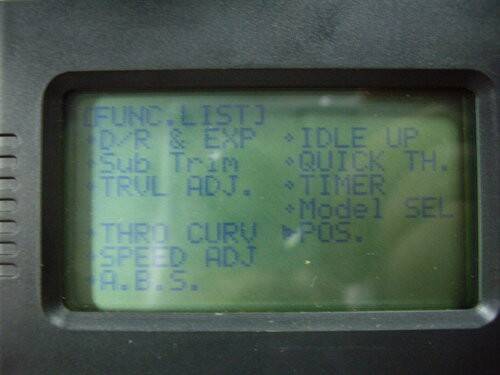 [FUNC.LIST]
D/R & EXP
Sub Trim
TRVL ADJ.
THRO CURV
SPEED ADJ
A.B.S.
IDLE UP
QUICK TH.
TIMER
Model SEL
POS.